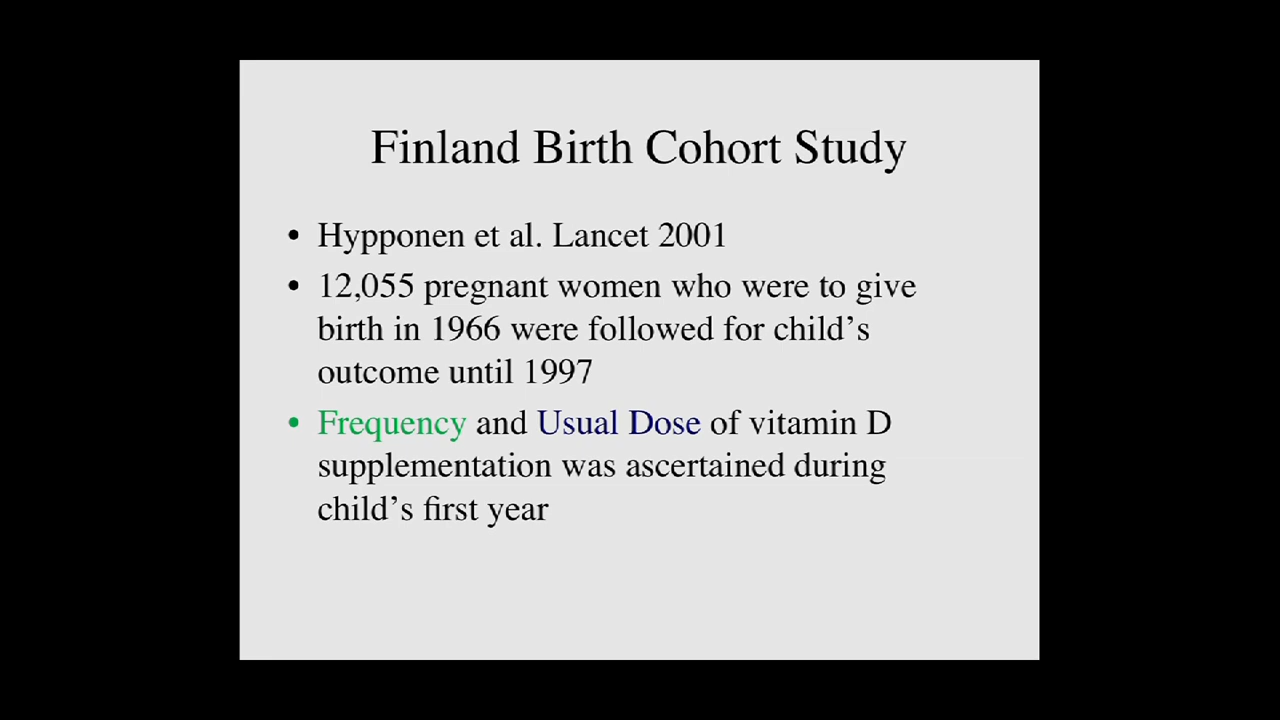 Finland Birth Cohort Study
• Hypponen et al. Lancet 2001
• 12,055 pregnant women who were to give
birth in 1966 were followed for child’s
outcome until 1997
• Frequency and Usual Dose of vitamin D
supplementation was ascertained during
child’s first year